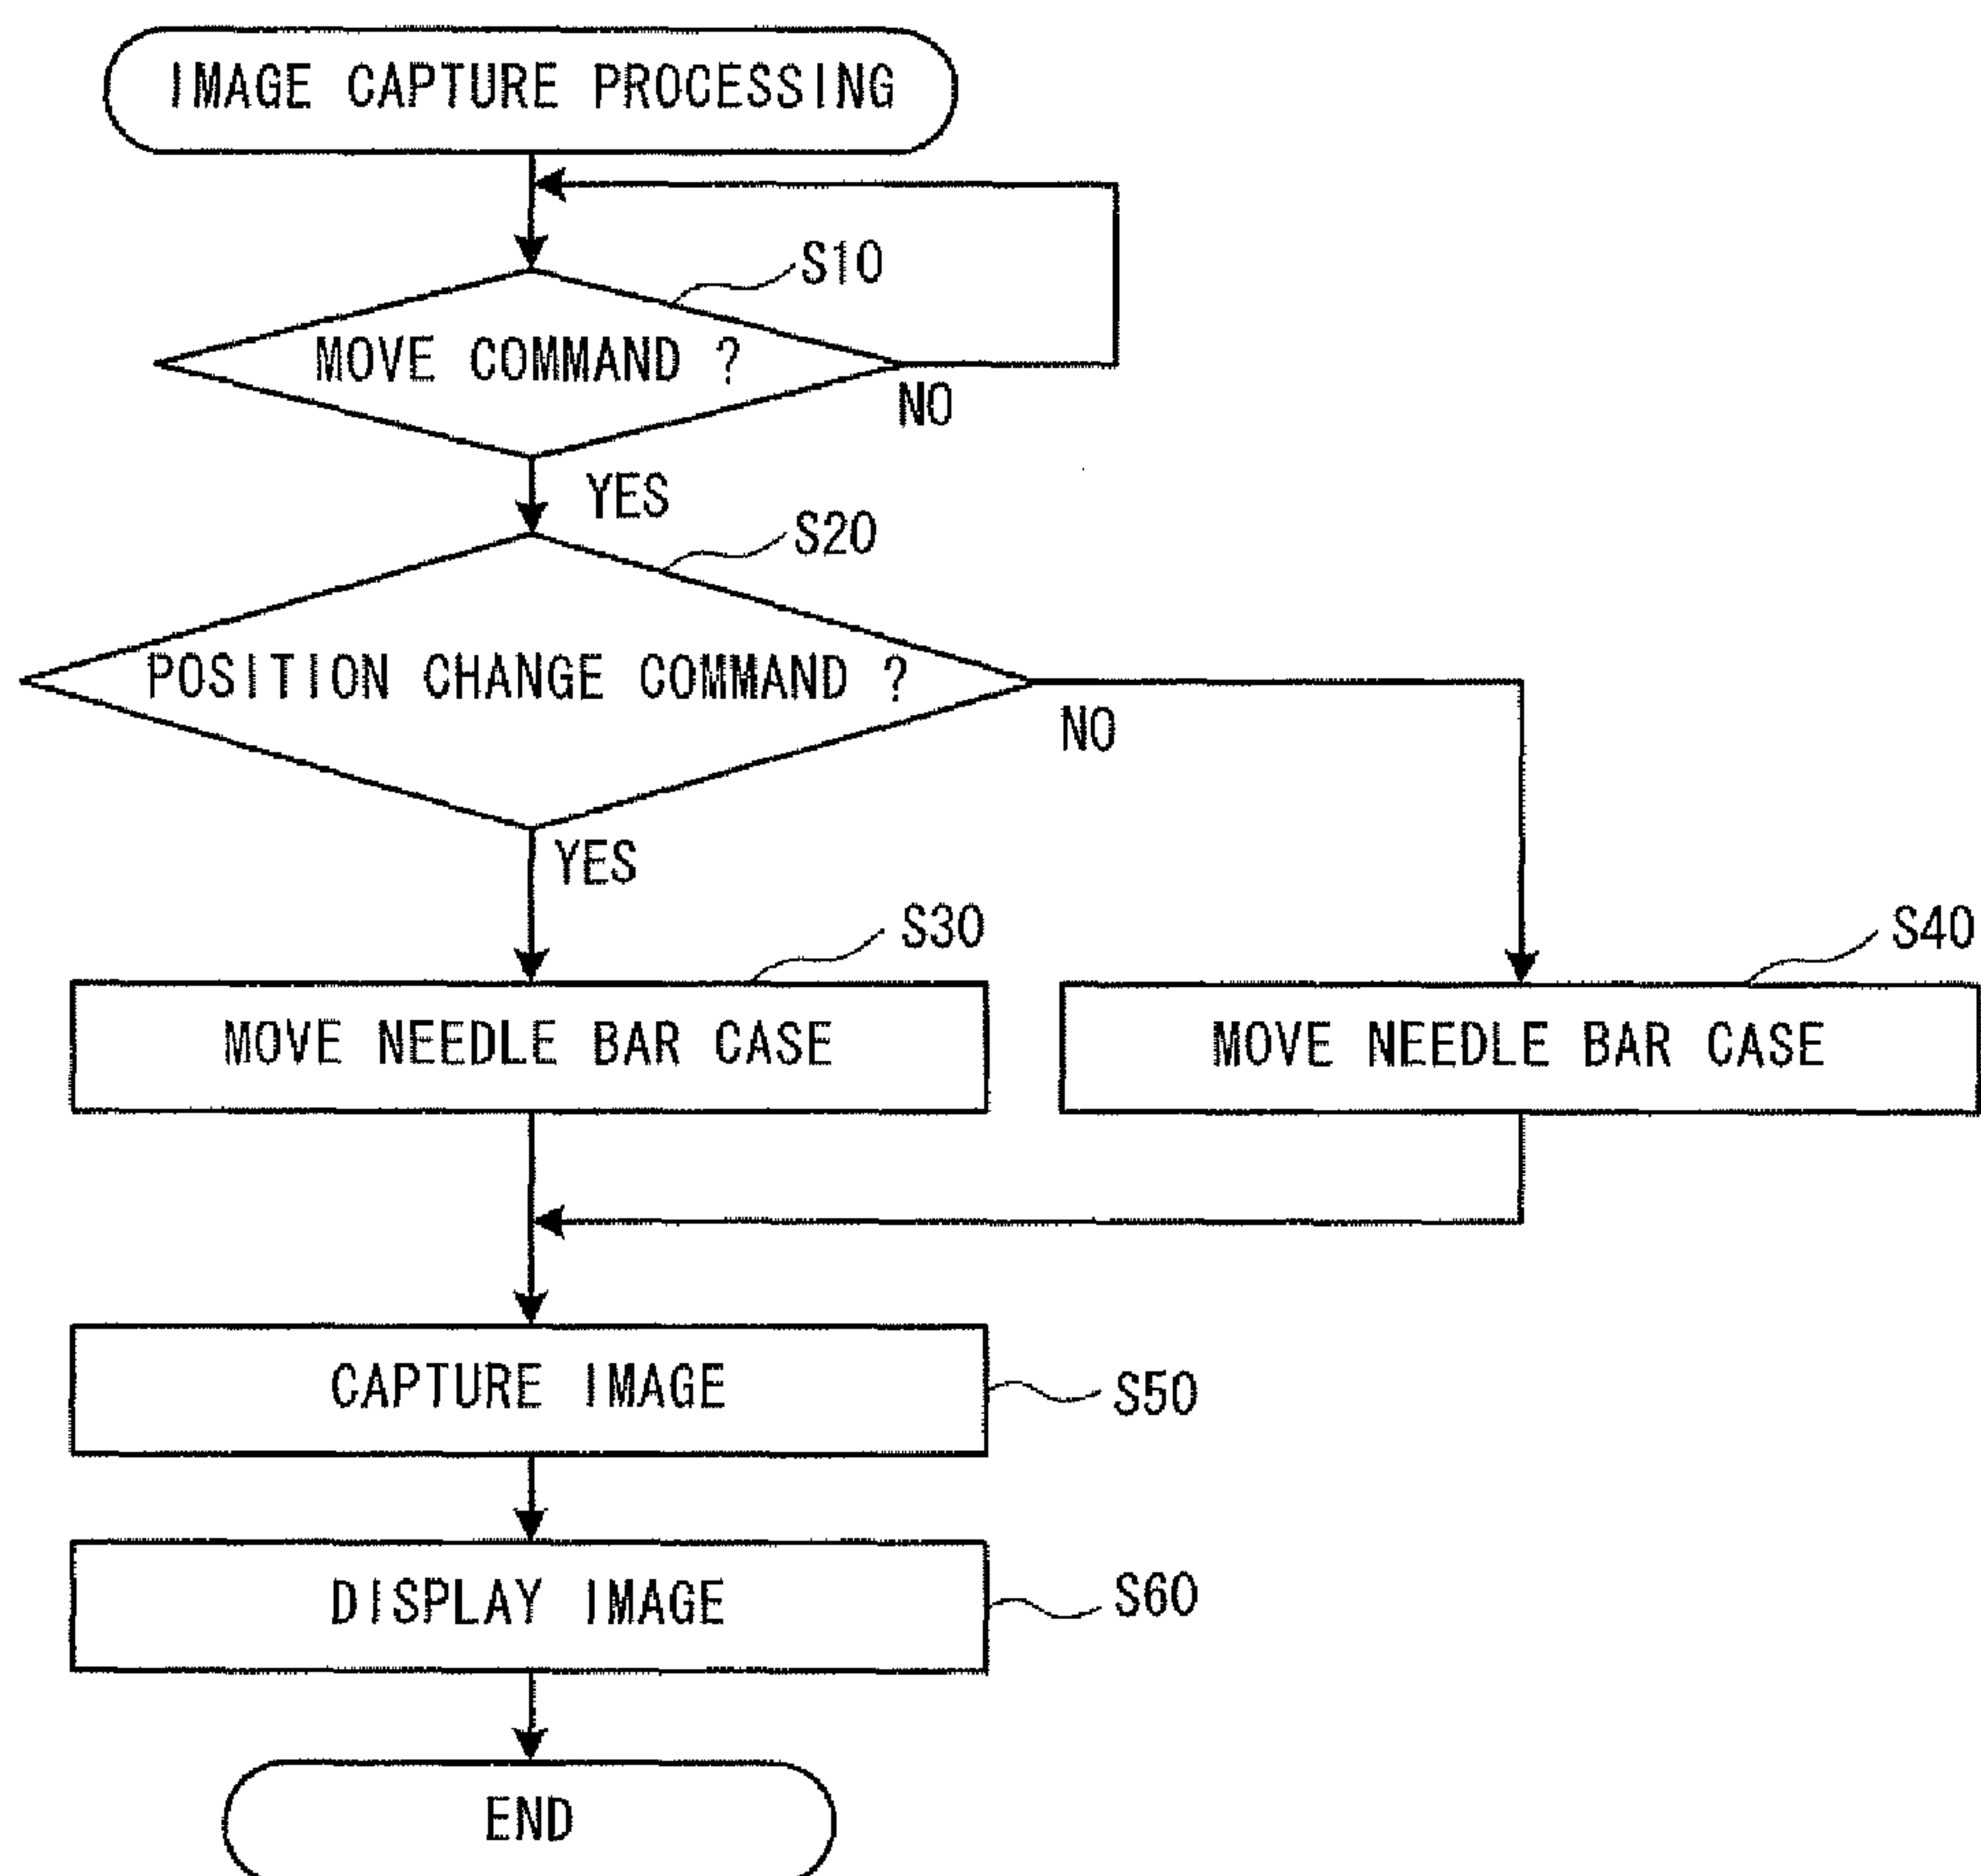 IMAGE CAPTURE PROCESSING
S10
MOVE COMMAND ?
NO
YES
S20
POSITION CHANGE COMMAND ?
NO
YES
S30
S40
MOVE NEEDLE BAR CASE
MOVE NEEDLE BAR CASE
CAPTURE IMAGE
S50
DISPLAY IMAGE
S60
END